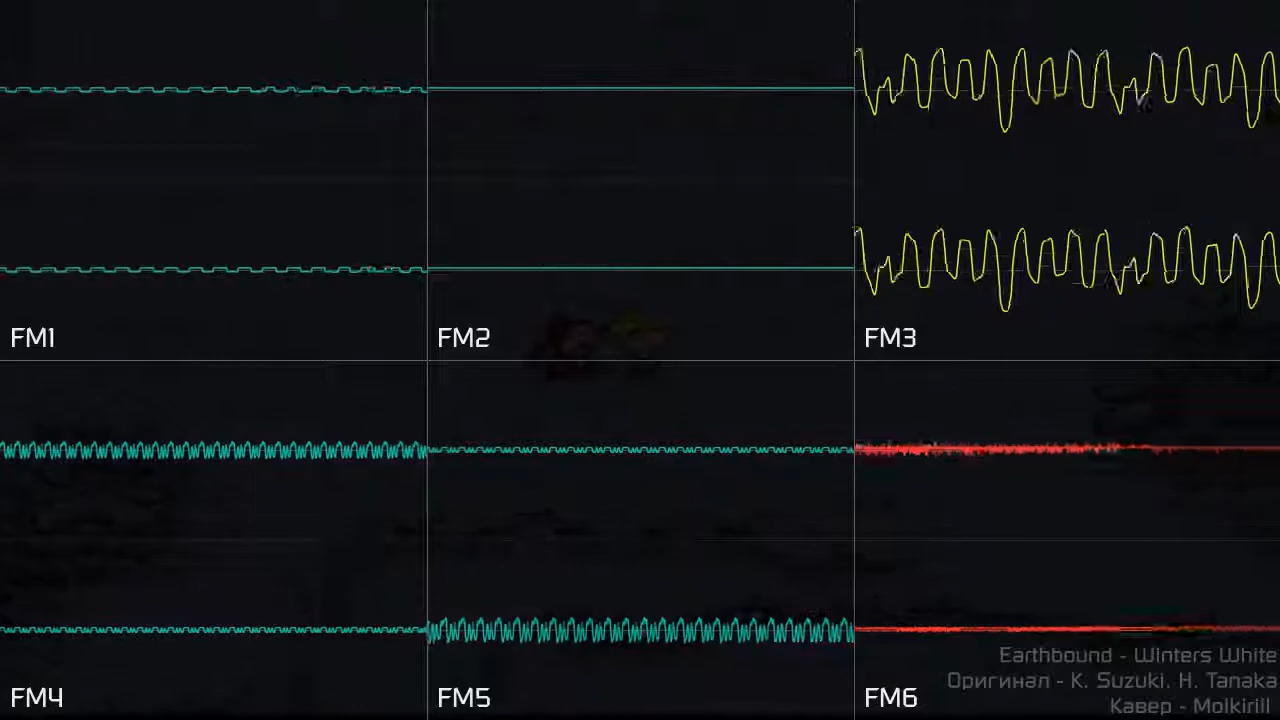 FM1
FM2
FM3
FM4
FM5
FM6
Earthbound - Winters White
Оригинал - K. Suzuki. H. Tanaka
Кавер - Molkirill